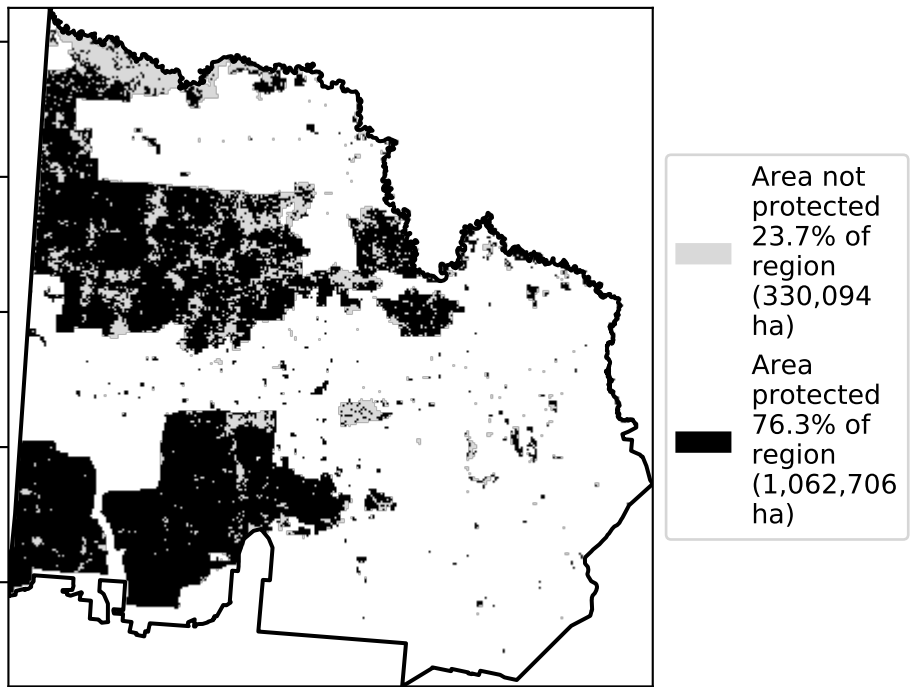 Area not
protected
23.7% of
region
(330,094
ha)
Area
protected
76.3% of
region
(1,062,706
ha)